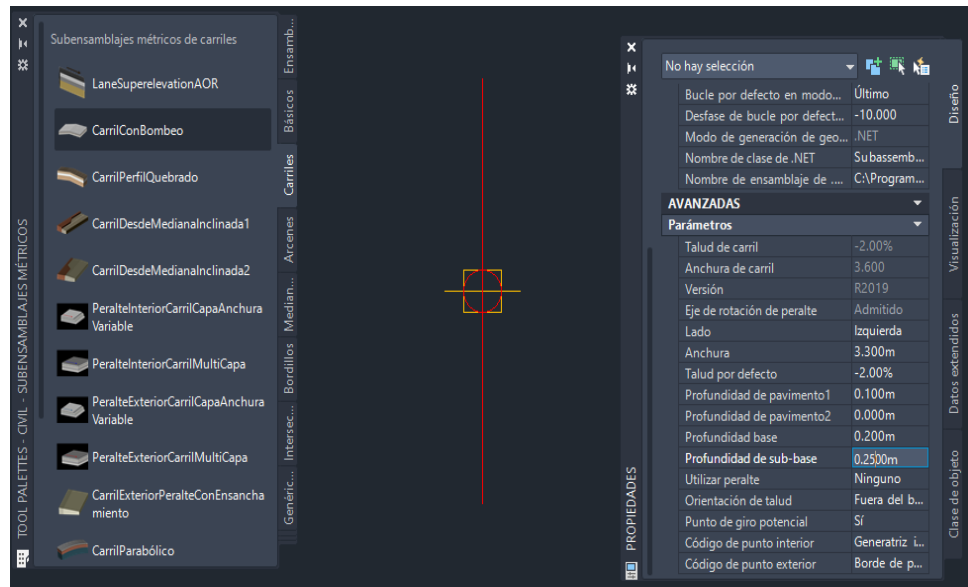 Subensamblajes métricos de carriles
LaneSuperelevationAOR
CarrilConBombeo
CarrilPerfilQuebrado
CarrilDesdeMedianaInclinada1
CarrilDesdeMedianaInclinada2
PeralteInteriorCarrilCapaAnchura
Variable
PeralteInteriorCarrilMultiCapa
PeralteExteriorCarrilCapaAnchura
Variable
PeralteExteriorCarrilMultiCapa
CarrilExteriorPeralteConEnsancha
miento
CarrilParabólico
TOOL PALETTES - CIVIL - SUBENSAMBLAJES MÉTRICOS
Ensamb...
Básicos
Carriles
Arcenes
Median...
Bordillos
Intersec...
Genéric...
No hay selección
Bucle por defecto en modo... Último
Desfase de bucle por defect... -10.000
Modo de generación de geo... .NET
Nombre de clase de .NET Subassemb...
Nombre de ensamblaje de .... C:\Program...
AVANZADAS
Parámetros
Talud de carril -2.00%
Anchura de carril 3.600
Versión R2019
Eje de rotación de peralte Admitido
Lado Izquierda
Anchura 3.300m
Talud por defecto -2.00%
Profundidad de pavimento1 0.100m
Profundidad de pavimento2 0.000m
Profundidad base 0.200m
Profundidad de sub-base 0.2500m
Utilizar peralte Ninguno
Orientación de talud Fuera del b...
Punto de giro potencial Sí
Código de punto interior Generatriz i...
Código de punto exterior Borde de p...
PROPIEDADES
Diseño
Visualización
Datos extendidos
Clase de objeto